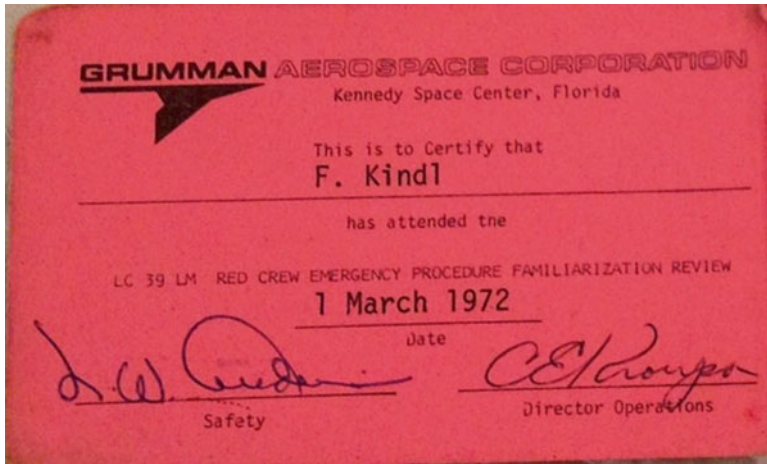 GRUMMAN AEROSPACE CORPORATION
Kennedy Space Center, Florida
This is to Certify that
F. Kindl
has attended tne
LC 39 LM RED CREW EMERGENCY PROCEDURE FAMILIARIZATION REVIEW
1 March 1972
Date
Safety
Director Operations